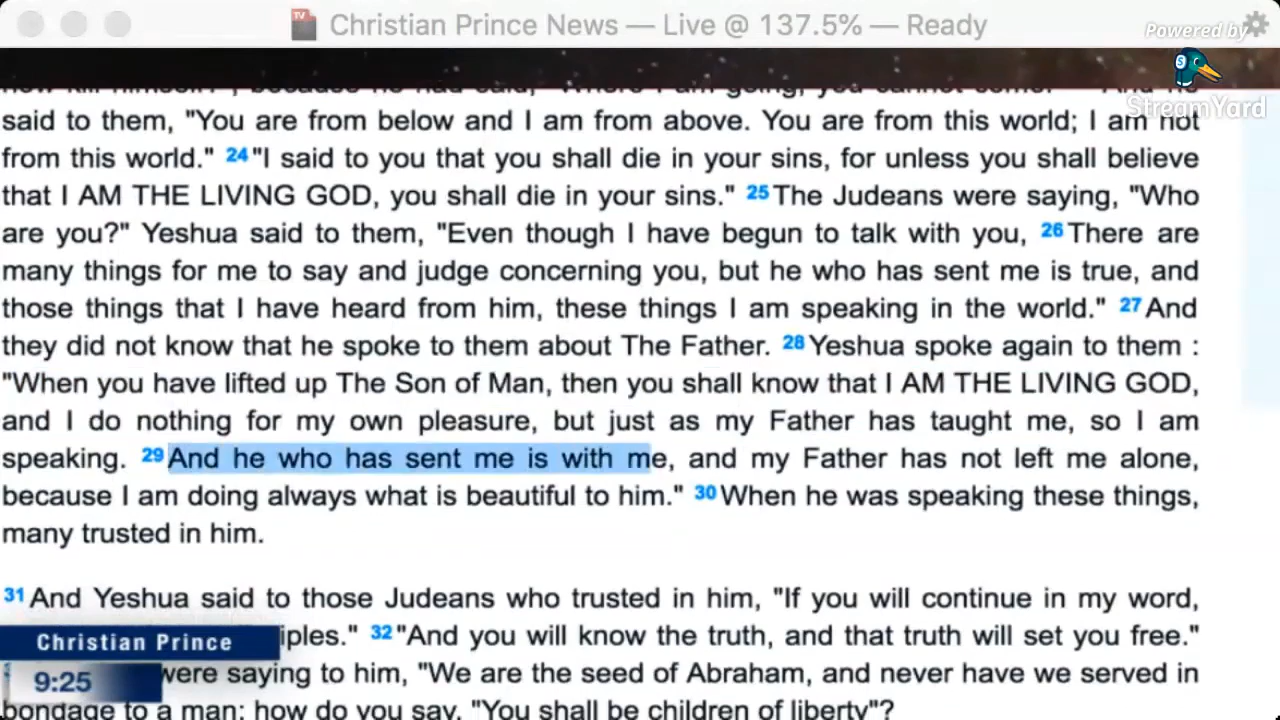 Christian Prince News — Live @ 137.5% — Ready
Powered by
StreamYard
said to them, "You are from below and I am from above. You are from this world; I am not
from this world." 24 "I said to you that you shall die in your sins, for unless you shall believe
that I AM THE LIVING GOD, you shall die in your sins." 25 The Judeans were saying, "Who
are you?" Yeshua said to them, "Even though I have begun to talk with you, 26 There are
many things for me to say and judge concerning you, but he who has sent me is true, and
those things that I have heard from him, these things I am speaking in the world." 27 And
they did not know that he spoke to them about The Father. 28 Yeshua spoke again to them :
"When you have lifted up The Son of Man, then you shall know that I AM THE LIVING GOD,
and I do nothing for my own pleasure, but just as my Father has taught me, so I am
speaking. 29 And he who has sent me is with me, and my Father has not left me alone,
because I am doing always what is beautiful to him." 30 When he was speaking these things,
many trusted in him.
31 And Yeshua said to those Judeans who trusted in him, "If you will continue in my word,
iples." 32 "And you will know the truth, and that truth will set you free."
Christian Prince
were saying to him, "We are the seed of Abraham, and never have we served in
9:25
bondage to a man; how do you say, "You shall be children of liberty"?